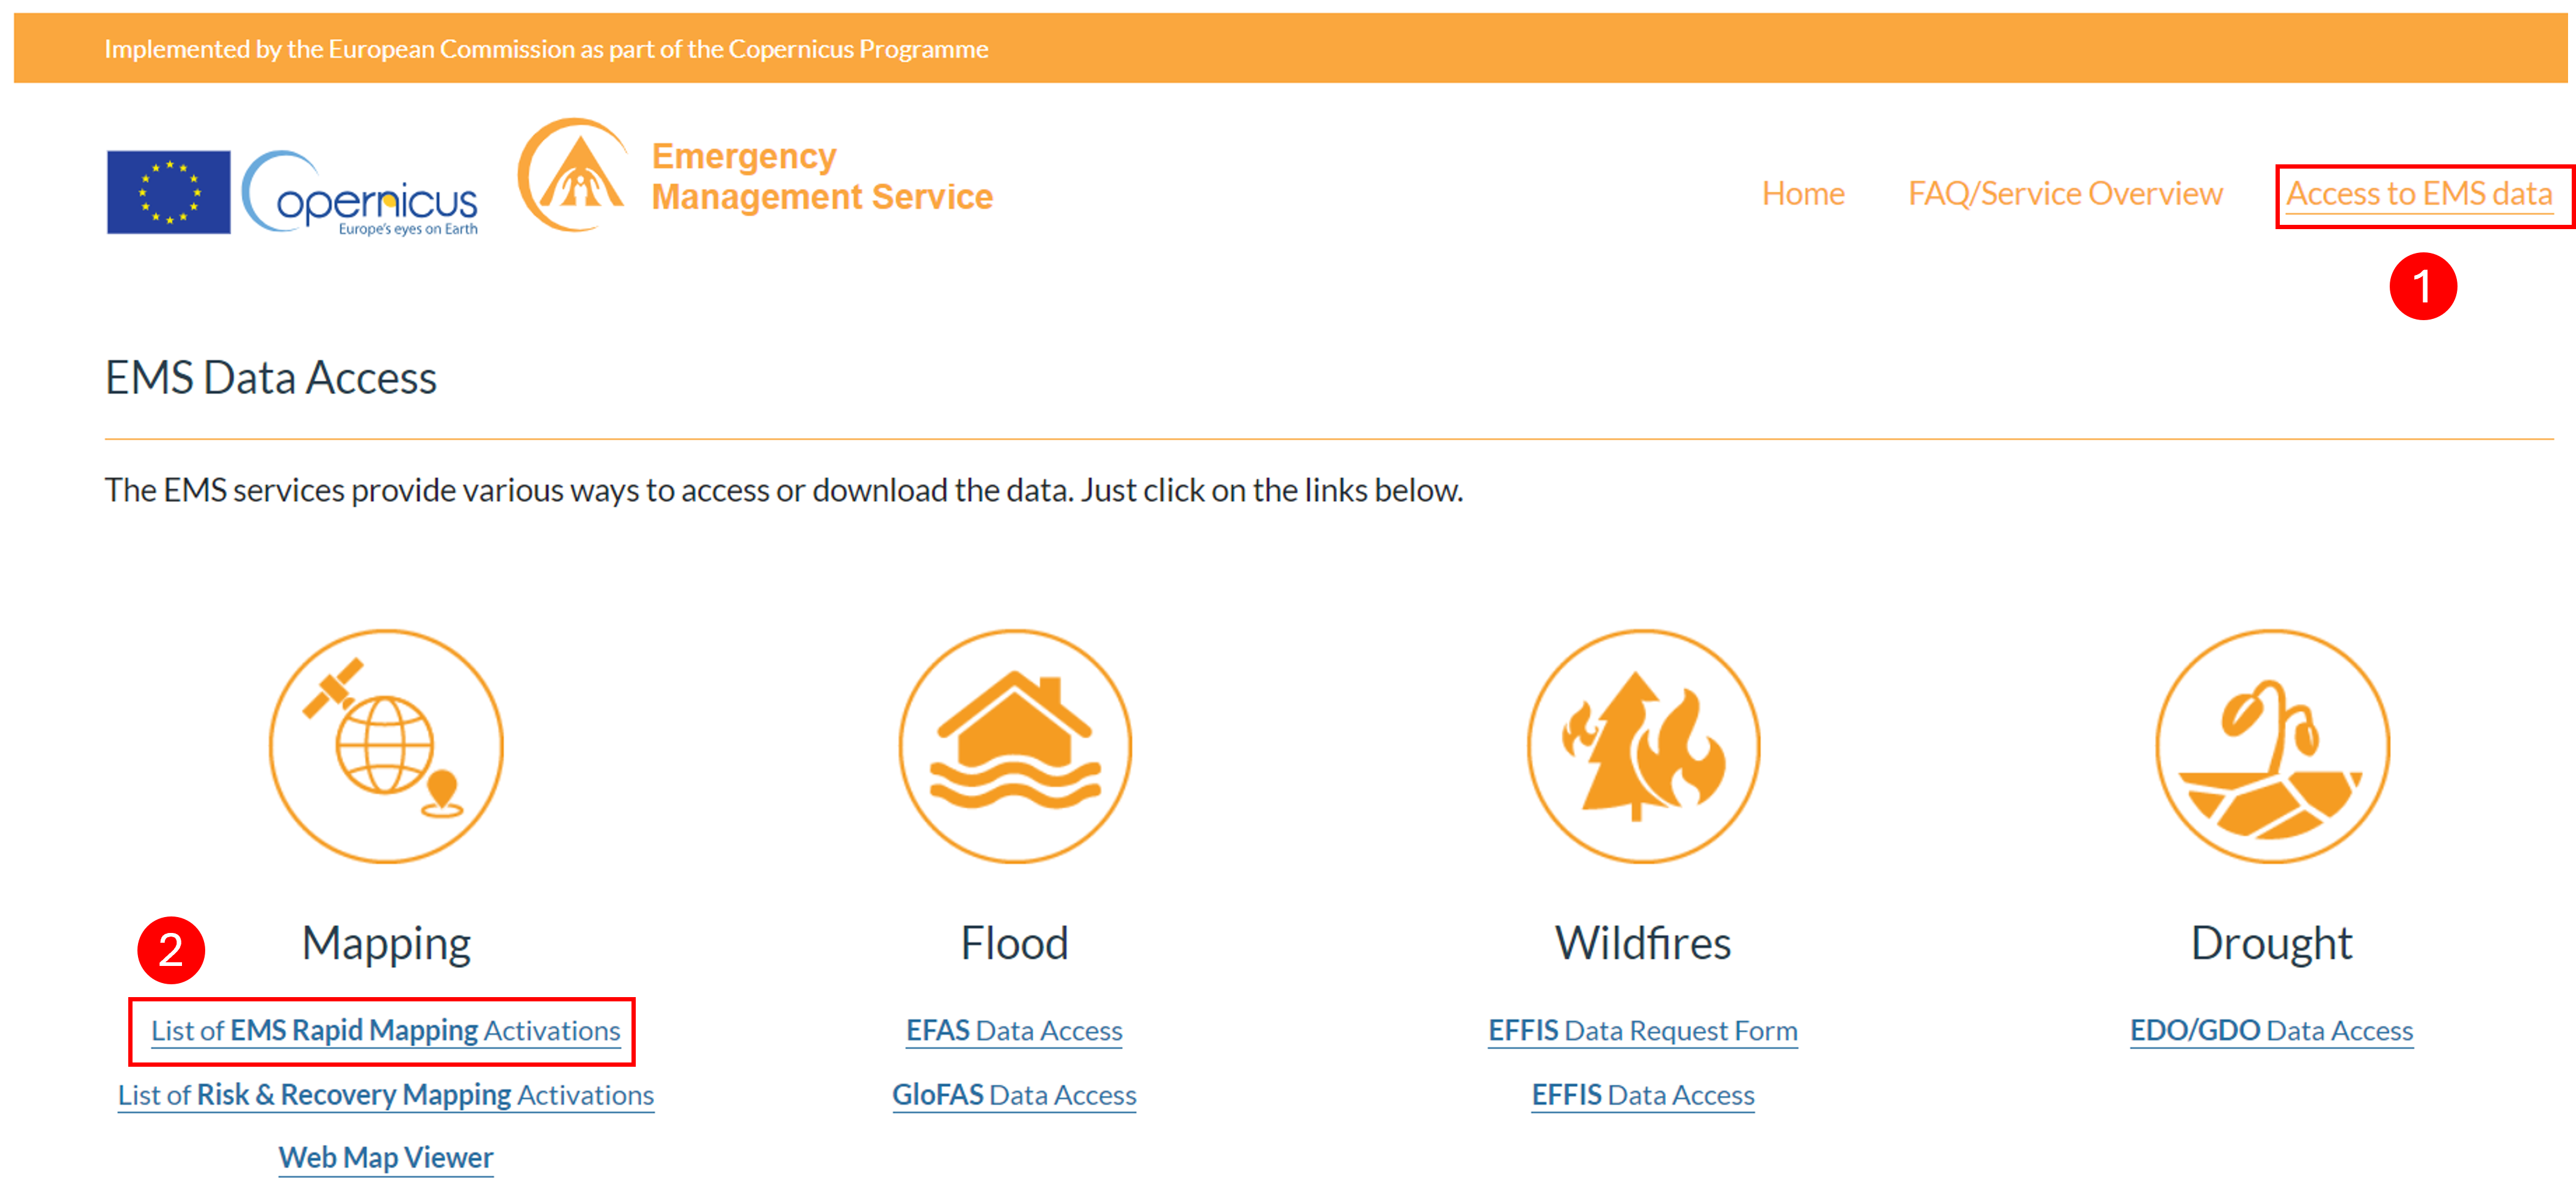 Implemented by the European Commission as part of the Copernicus Programme
opernicus
Europe's eyes on Earth
Emergency
Management Service
Home
FAQ/Service Overview
Access to EMS data
1
EMS Data Access
The EMS services provide various ways to access or download the data. Just click on the links below.
2
Mapping
Flood
Wildfires
Drought
List of EMS Rapid Mapping Activations
EFAS Data Access
EFFIS Data Request Form
EDO/GDO Data Access
List of Risk & Recovery Mapping Activations
GloFAS Data Access
EFFIS Data Access
Web Map Viewer